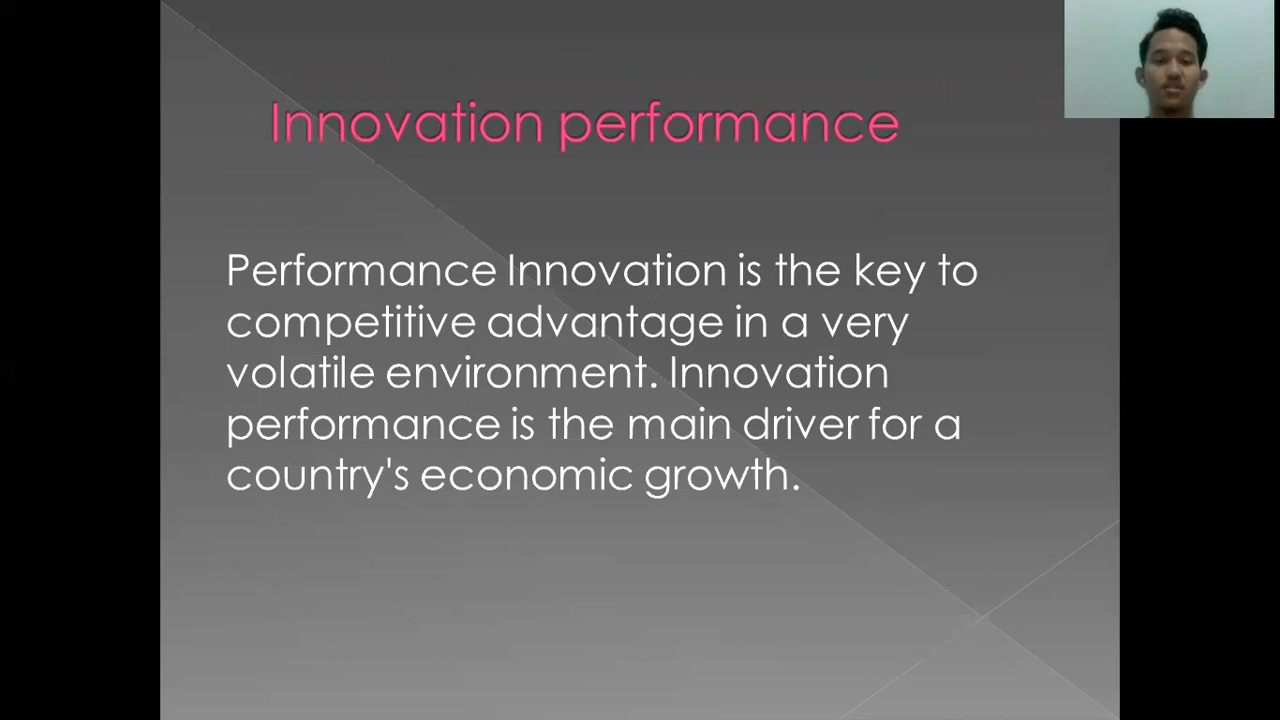 Innovation performance
Performance Innovation is the key to
competitive advantage in a very
volatile environment. Innovation
performance is the main driver for a
country's economic growth.